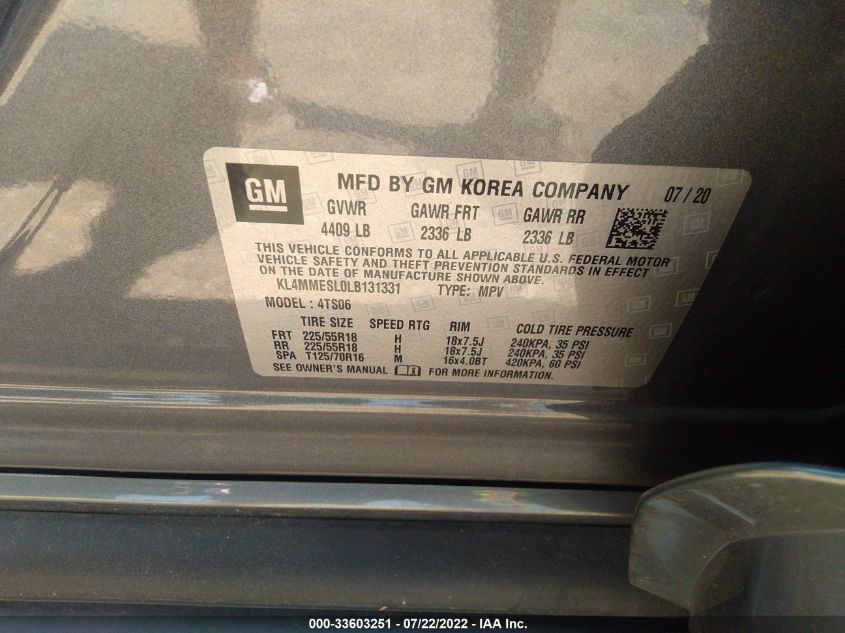 GM
MFD BY GM KOREA COMPANY 07/20
GVWR GAWR FRT GAWR RR
4409 LB 2336 LB 2336 LB
THIS VEHICLE CONFORMS TO ALL APPLICABLE U.S. FEDERAL MOTOR
VEHICLE SAFETY AND THEFT PREVENTION STANDARDS IN EFFECT
ON THE DATE OF MANUFACTURE SHOWN ABOVE.
KL4MMESL0LB131331 TYPE: MPV
MODEL: 4TS06
TIRE SIZE SPEED RTG RIM COLD TIRE PRESSURE
FRT 225/55R18 H 18x7.5J 240KPA, 35 PSI
RR 225/55R18 H 18x7.5J 240KPA, 35 PSI
SPA T125/70R16 M 16x4.0BT 420KPA, 60 PSI
SEE OWNER'S MANUAL FOR MORE INFORMATION.
000-33603251 - 07/22/2022 - IAA Inc.